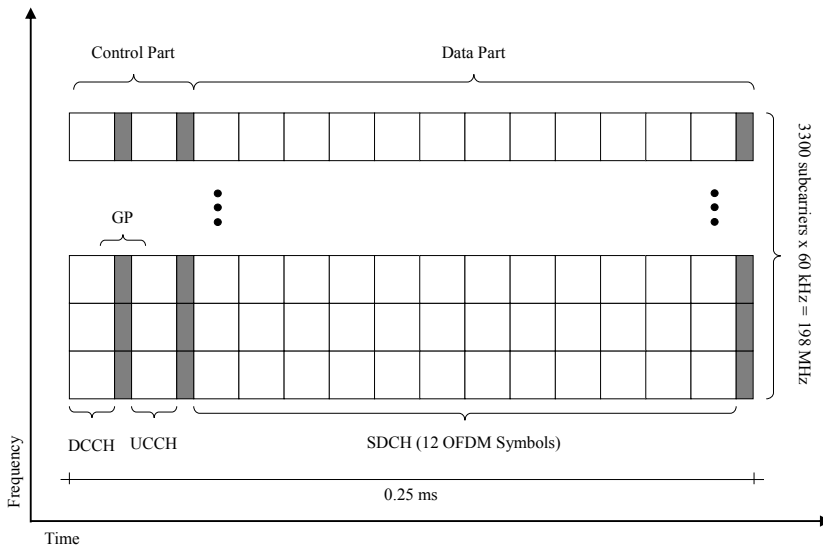 Control Part
Data Part
GP
3300 subcarriers x 60 kHz = 198 MHz
DCCH
UCCH
SDCH (12 OFDM Symbols)
0.25 ms
Frequency
Time